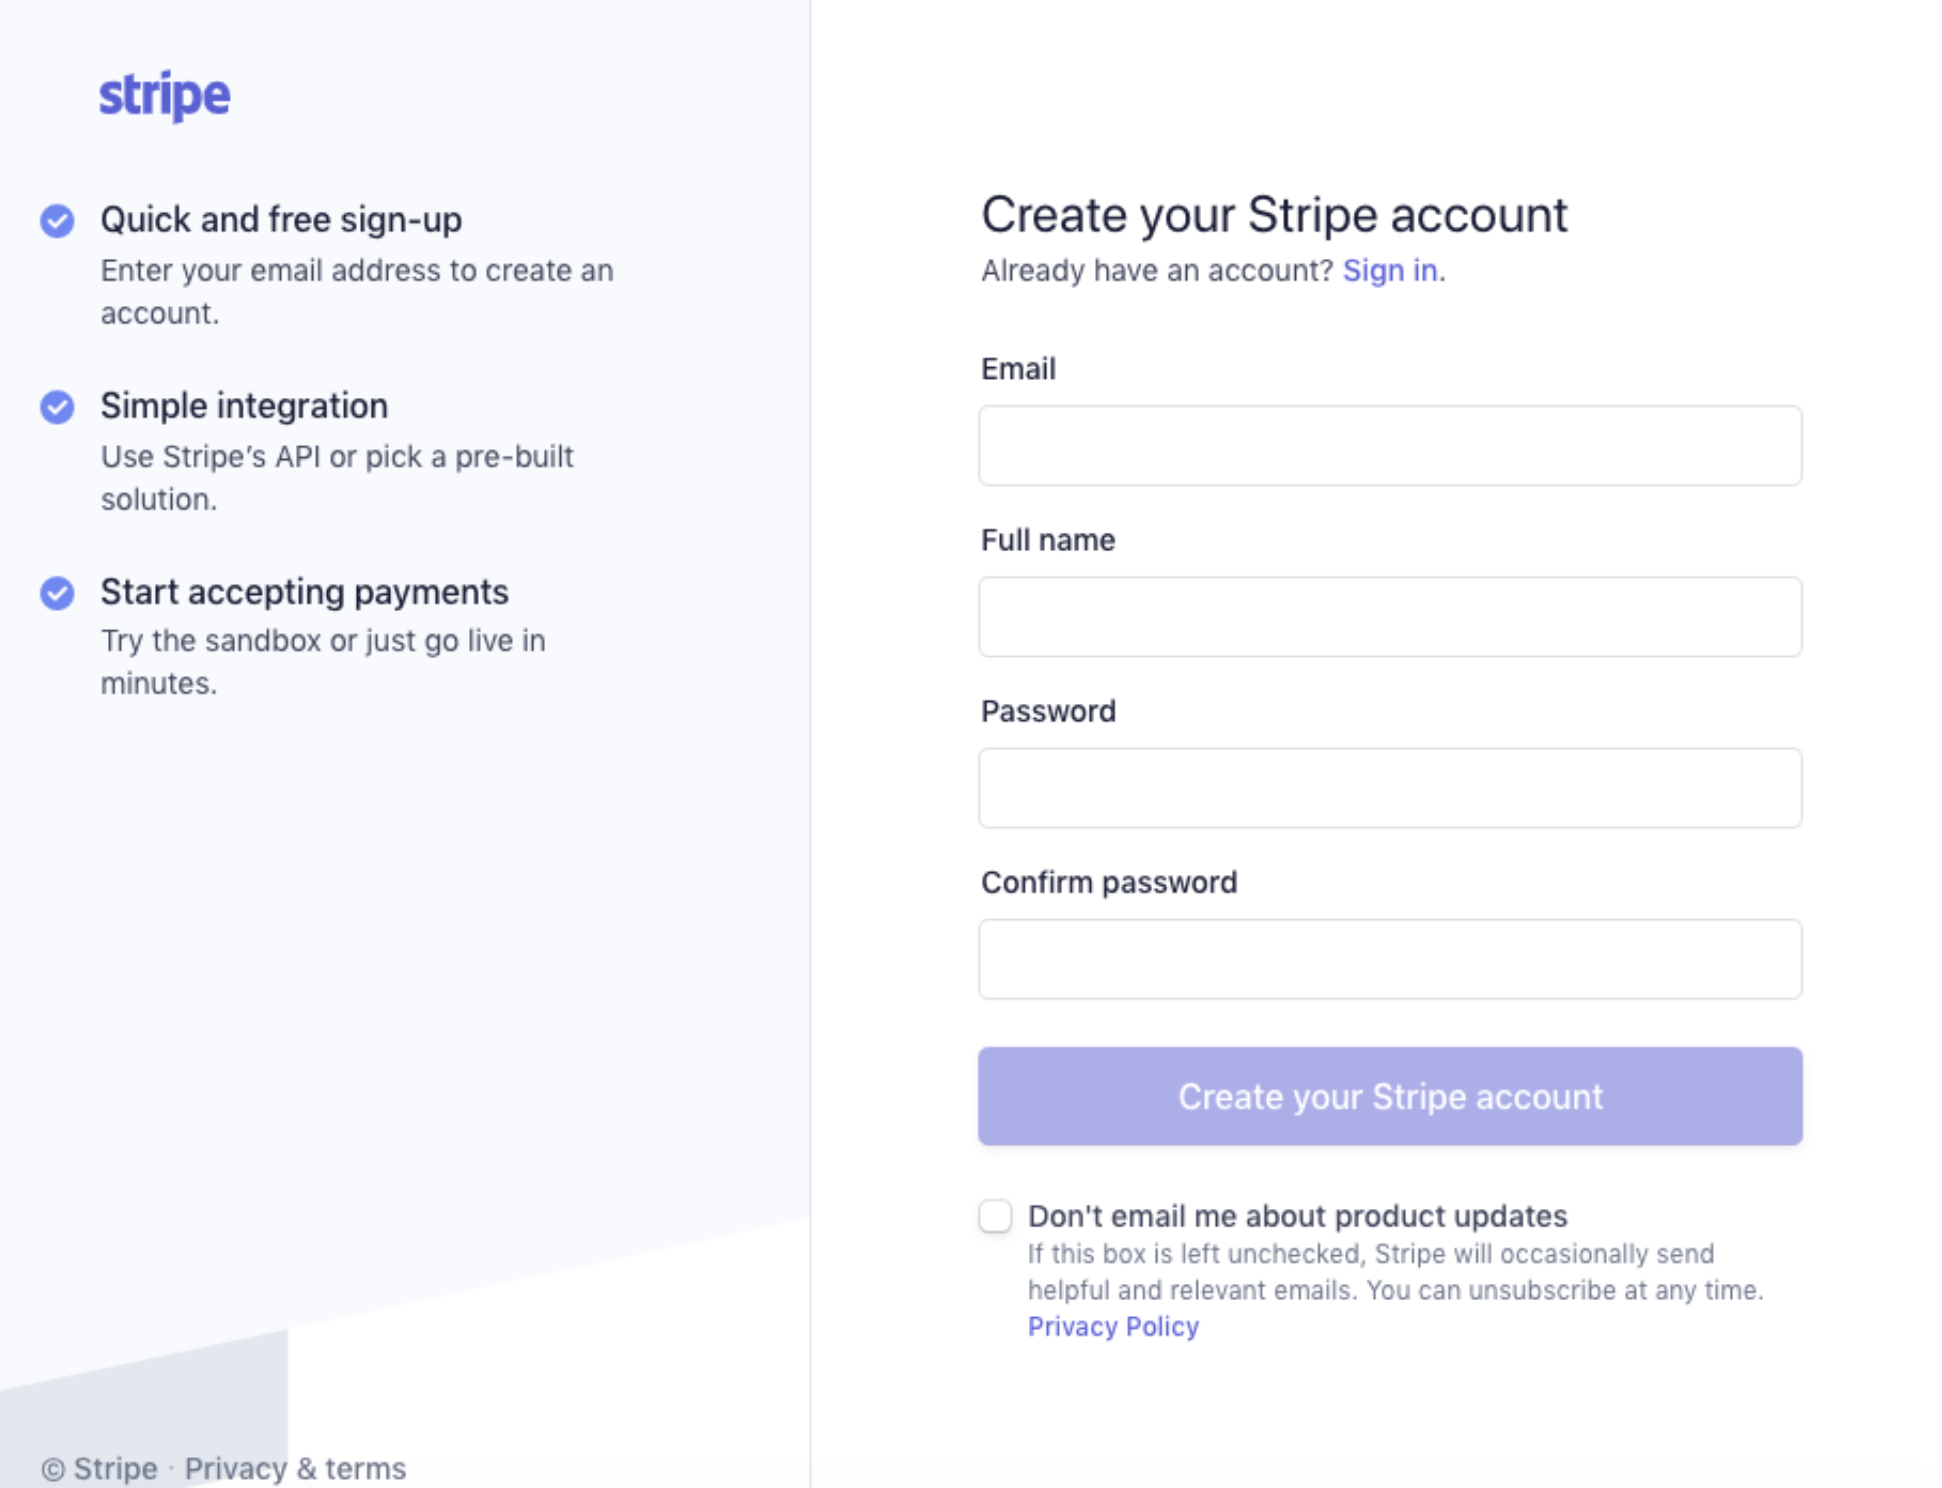 stripe
Quick and free sign-up
Enter your email address to create an
account.
Simple integration
Use Stripe’s API or pick a pre-built
solution.
Start accepting payments
Try the sandbox or just go live in
minutes.
© Stripe · Privacy & terms
Create your Stripe account
Already have an account? Sign in.
Email
Full name
Password
Confirm password
Create your Stripe account
Don't email me about product updates
If this box is left unchecked, Stripe will occasionally send
helpful and relevant emails. You can unsubscribe at any time.
Privacy Policy